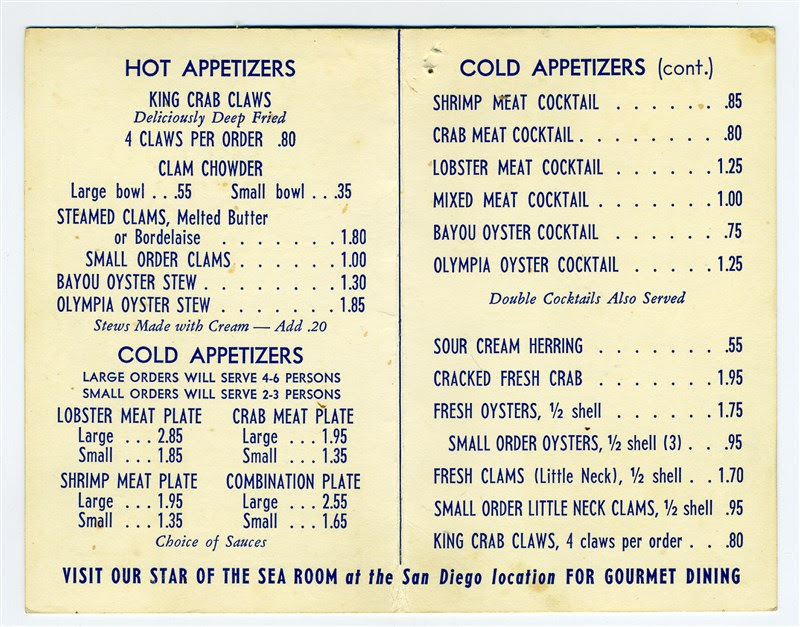 HOT APPETIZERS
KING CRAB CLAWS
Deliciously Deep Fried
4 CLAWS PER ORDER .80
CLAM CHOWDER
Large bowl . . .55 Small bowl . . .35
STEAMED CLAMS, Melted Butter
or Bordelaise . . . . . . . 1.80
SMALL ORDER CLAMS . . . . . . 1.00
BAYOU OYSTER STEW . . . . . . . 1.30
OLYMPIA OYSTER STEW . . . . . . . 1.85
Stews Made with Cream — Add .20
COLD APPETIZERS
LARGE ORDERS WILL SERVE 4-6 PERSONS
SMALL ORDERS WILL SERVE 2-3 PERSONS
LOBSTER MEAT PLATE CRAB MEAT PLATE
Large . . . 2.85 Large . . . 1.95
Small . . . 1.85 Small . . . 1.35
SHRIMP MEAT PLATE COMBINATION PLATE
Large . . . 1.95 Large . . . 2.55
Small . . . 1.35 Small . . . 1.65
Choice of Sauces
COLD APPETIZERS (cont.)
SHRIMP MEAT COCKTAIL . . . . . . . .85
CRAB MEAT COCKTAIL . . . . . . . . .80
LOBSTER MEAT COCKTAIL . . . . . . 1.25
MIXED MEAT COCKTAIL . . . . . . . 1.00
BAYOU OYSTER COCKTAIL . . . . . . .75
OLYMPIA OYSTER COCKTAIL . . . . . 1.25
Double Cocktails Also Served
SOUR CREAM HERRING . . . . . . . .55
CRACKED FRESH CRAB . . . . . . . 1.95
FRESH OYSTERS, ½ shell . . . . . . 1.75
SMALL ORDER OYSTERS, ½ shell (3) . . .95
FRESH CLAMS (Little Neck), ½ shell . . 1.70
SMALL ORDER LITTLE NECK CLAMS, ½ shell .95
KING CRAB CLAWS, 4 claws per order . . .80
VISIT OUR STAR OF THE SEA ROOM at the San Diego location FOR GOURMET DINING